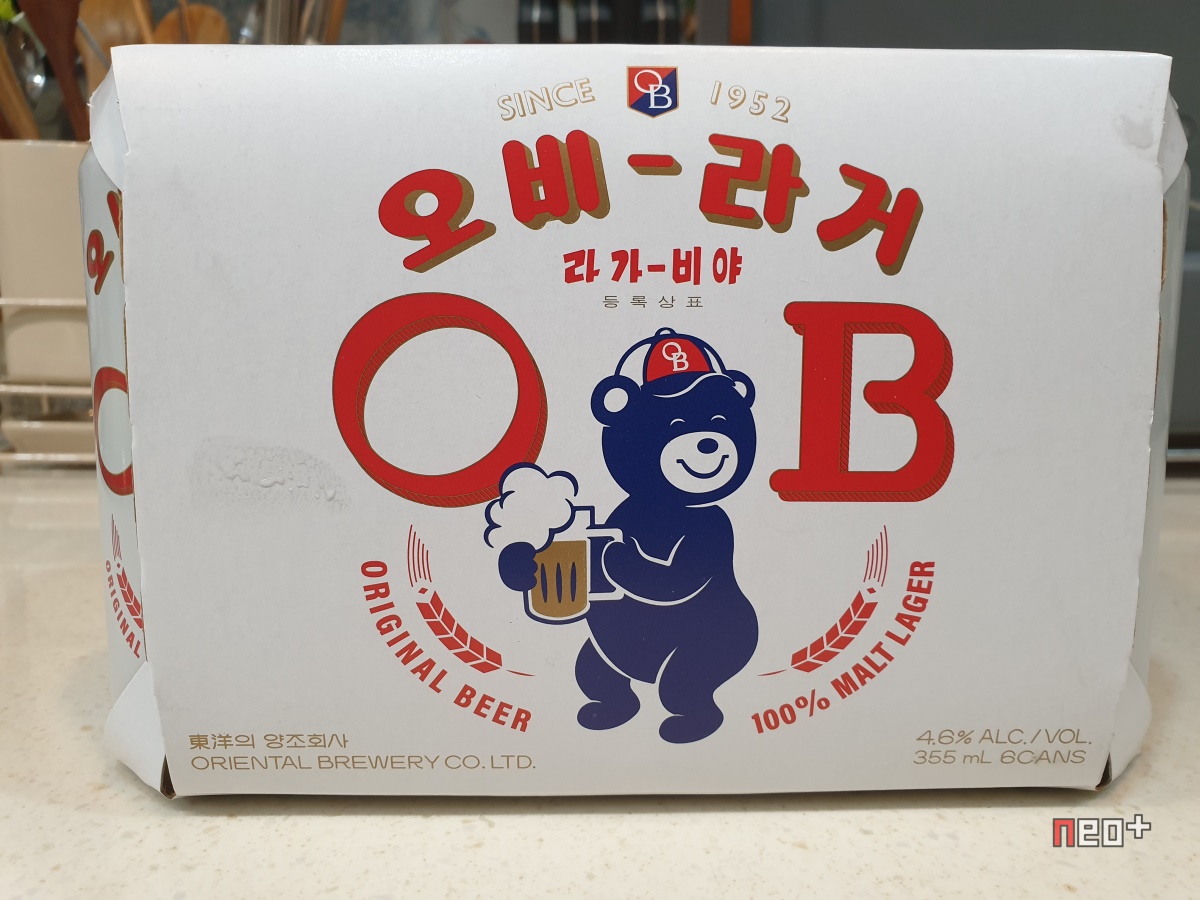 SINCE OB 1952
오비-라거
라가-비야
등록상표
OB
O B
ORIGINAL BEER
100% MALT LAGER
東洋의 양조회사
ORIENTAL BREWERY CO. LTD.
4.6% ALC. / VOL.
355 mL 6CANS
오
ORIGINAL
neo+